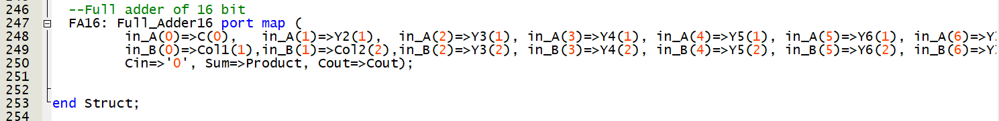 246 --Full adder of 16 bit
247 FA16: Full_Adder16 port map (
248 in_A(0)=>C(0), in_A(1)=>Y2(1), in_A(2)=>Y3(1), in_A(3)=>Y4(1), in_A(4)=>Y5(1), in_A(5)=>Y6(1), in_A(6)=>Y
249 in_B(0)=>Col1(1),in_B(1)=>Col2(2),in_B(2)=>Y3(2), in_B(3)=>Y4(2), in_B(4)=>Y5(2), in_B(5)=>Y6(2), in_B(6)=>Y
250 Cin=>'0', Sum=>Product, Cout=>Cout);
251
252
253 end Struct;
254